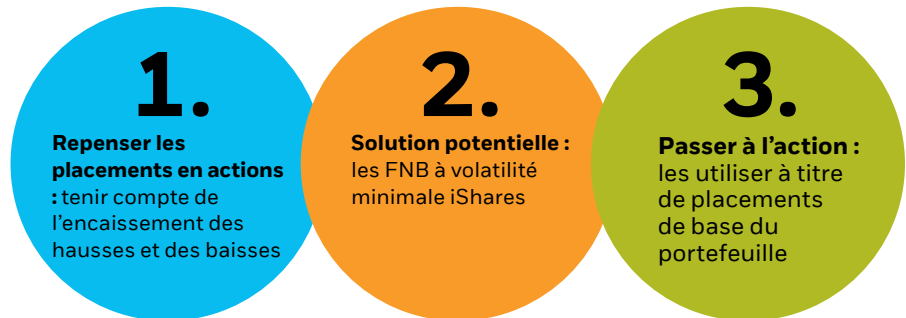 1.
Repenser les
placements en actions
: tenir compte de
l’encaissement des
hausses et des baisses
2.
Solution potentielle :
les FNB à volatilité
minimale iShares
3.
Passer à l’action :
les utiliser à titre
de placements
de base du
portefeuille